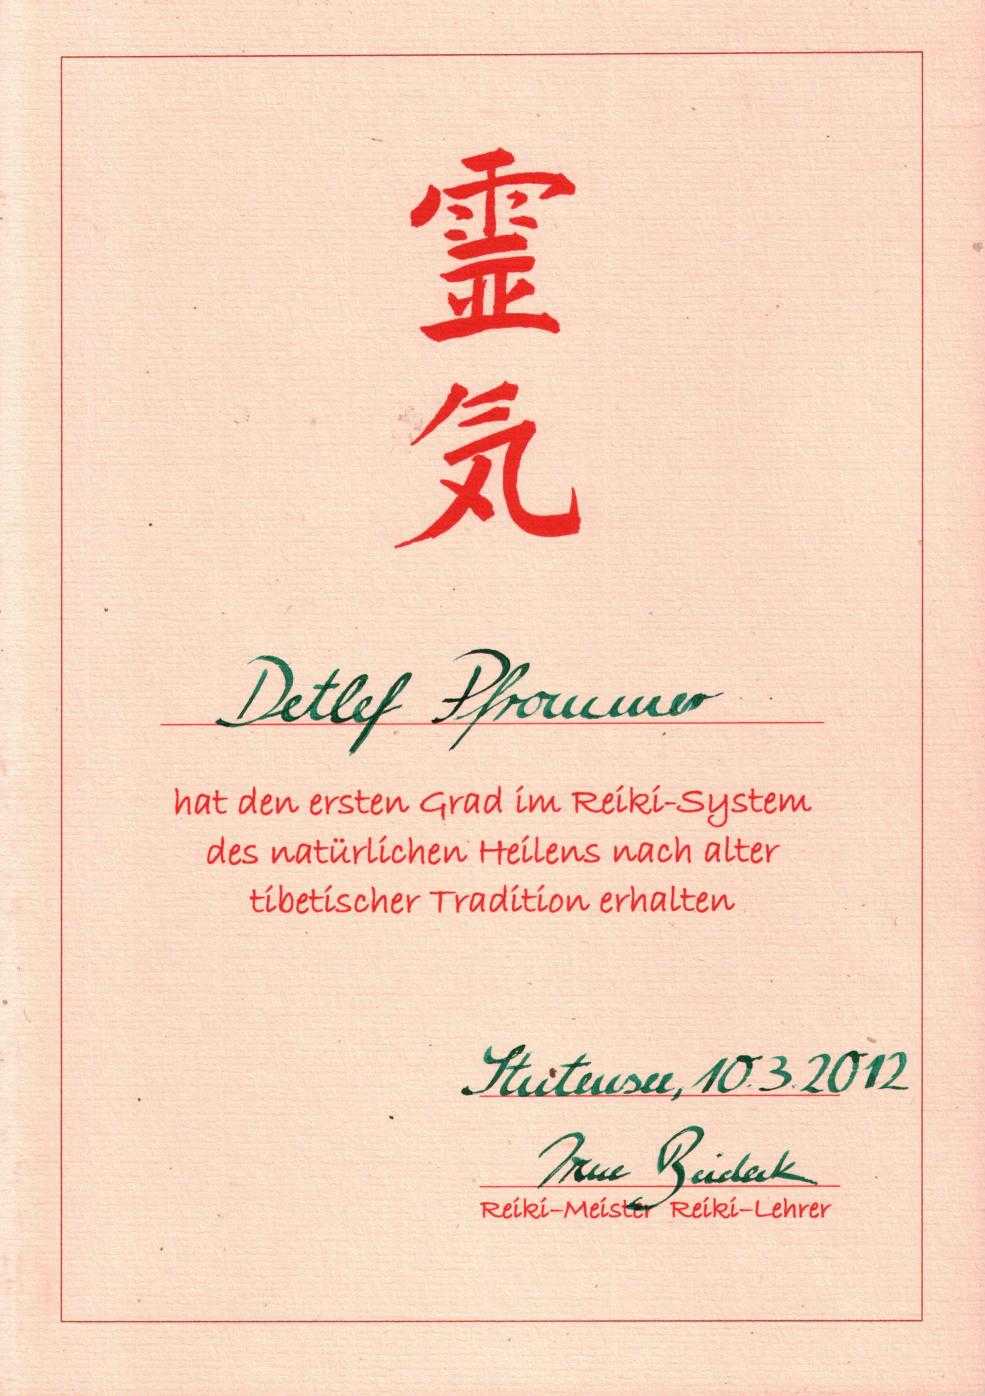 霊
気
Detlef Pfrommer
hat den ersten Grad im Reiki-System
des natürlichen Heilens nach alter
tibetischer Tradition erhalten
Stutensee, 10.3.2012
Reiki-Meister Reiki-Lehrer